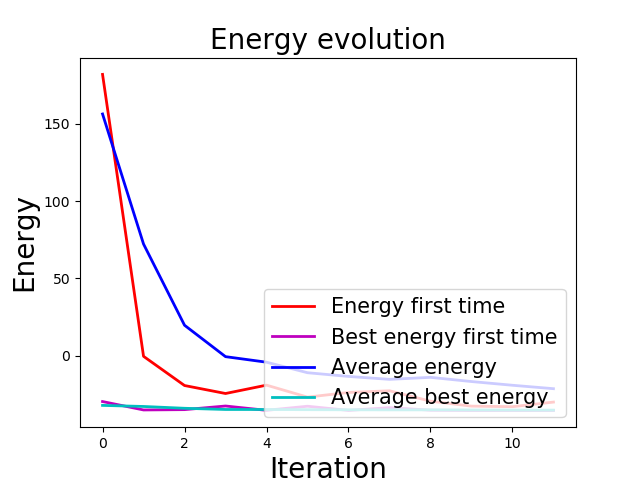 Energy evolution
Energy
150
100
50
0
Energy first time
Best energy first time
Average energy
Average best energy
0 2 4 6 8 10
Iteration